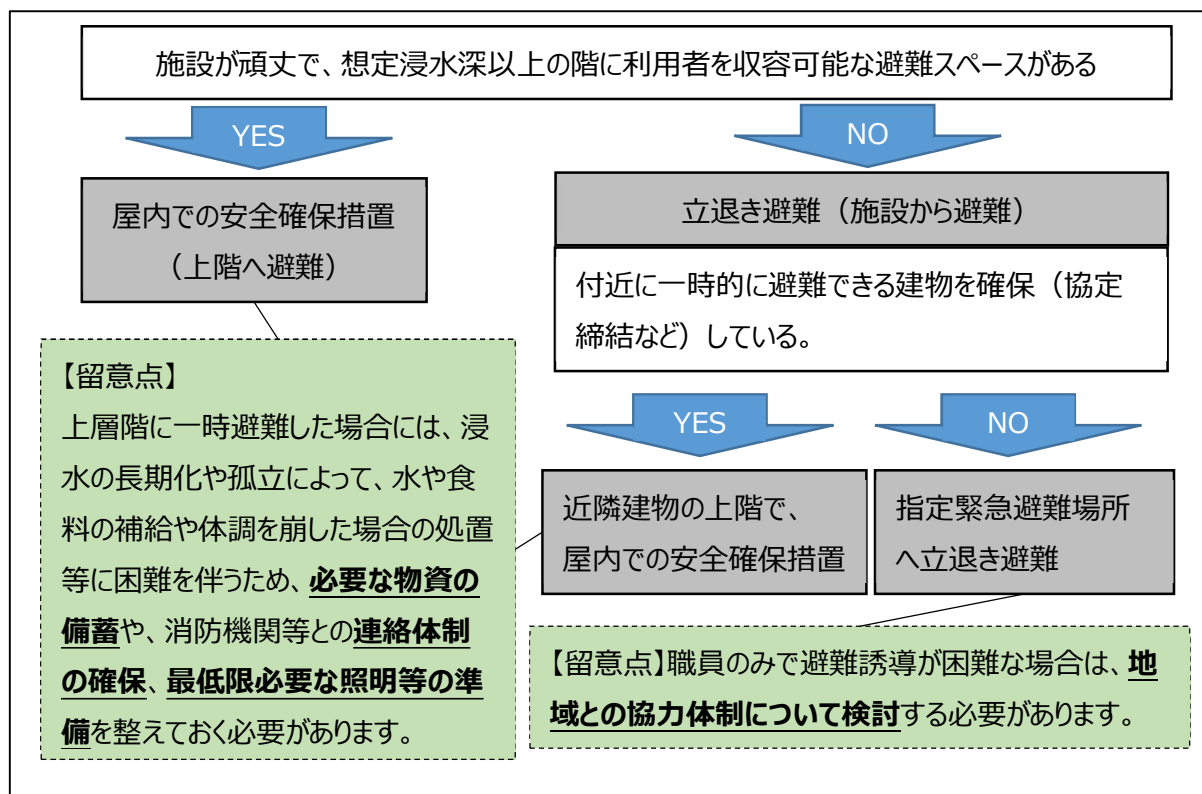 施設が頑丈で、想定浸水深以上の階に利用者を収容可能な避難スペースがある
YES
NO
屋内での安全確保措置
（上階へ避難）
立退き避難（施設から避難）
付近に一時的に避難できる建物を確保（協定
締結など）している。
【留意点】
上層階に一時避難した場合には、浸
水の長期化や孤立によって、水や食
料の補給や体調を崩した場合の処置
等に困難を伴うため、必要な物資の
備蓄や、消防機関等との連絡体制
の確保、最低限必要な照明等の準
備を整えておく必要があります。
YES
NO
近隣建物の上階で、
屋内での安全確保措置
指定緊急避難場所
へ立退き避難
【留意点】職員のみで避難誘導が困難な場合は、地
域との協力体制について検討する必要があります。